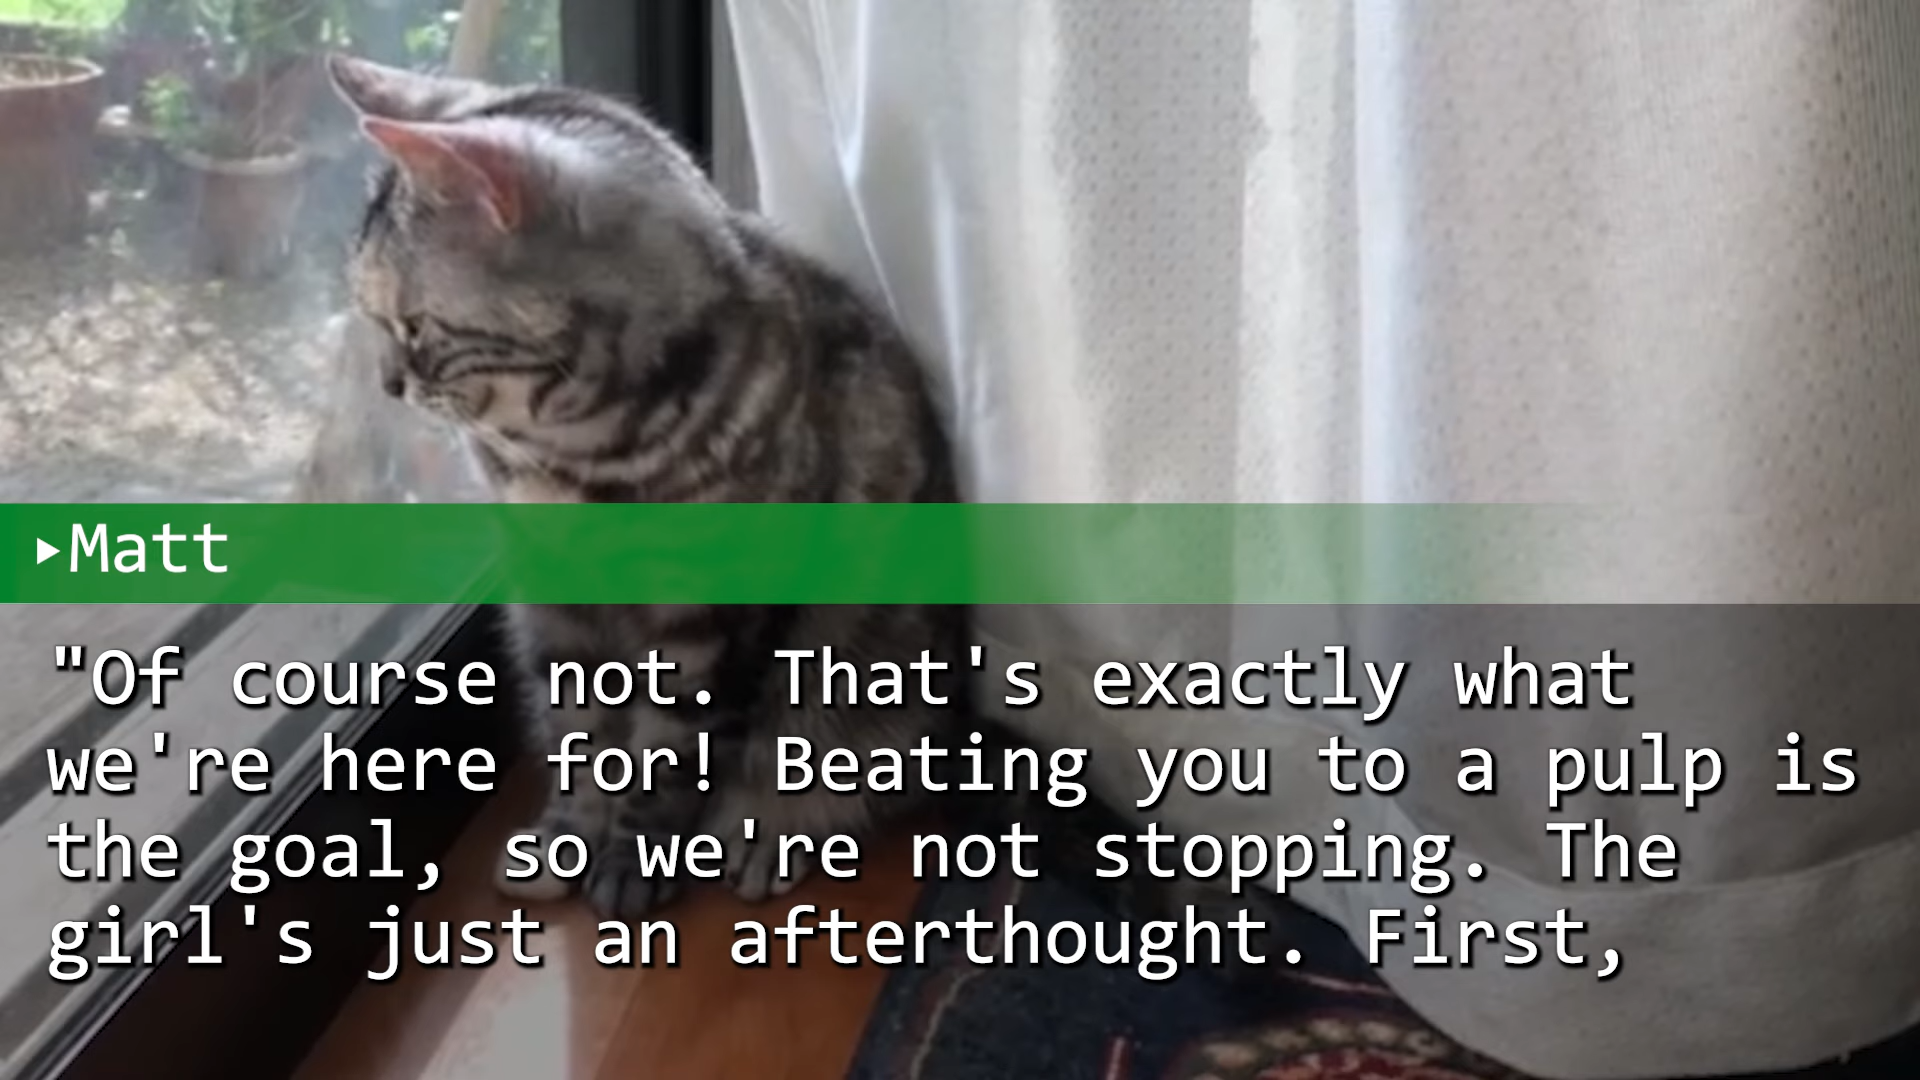 ▶Matt
"Of course not. That's exactly what
we're here for! Beating you to a pulp is
the goal, so we're not stopping. The
girl's just an afterthought. First,